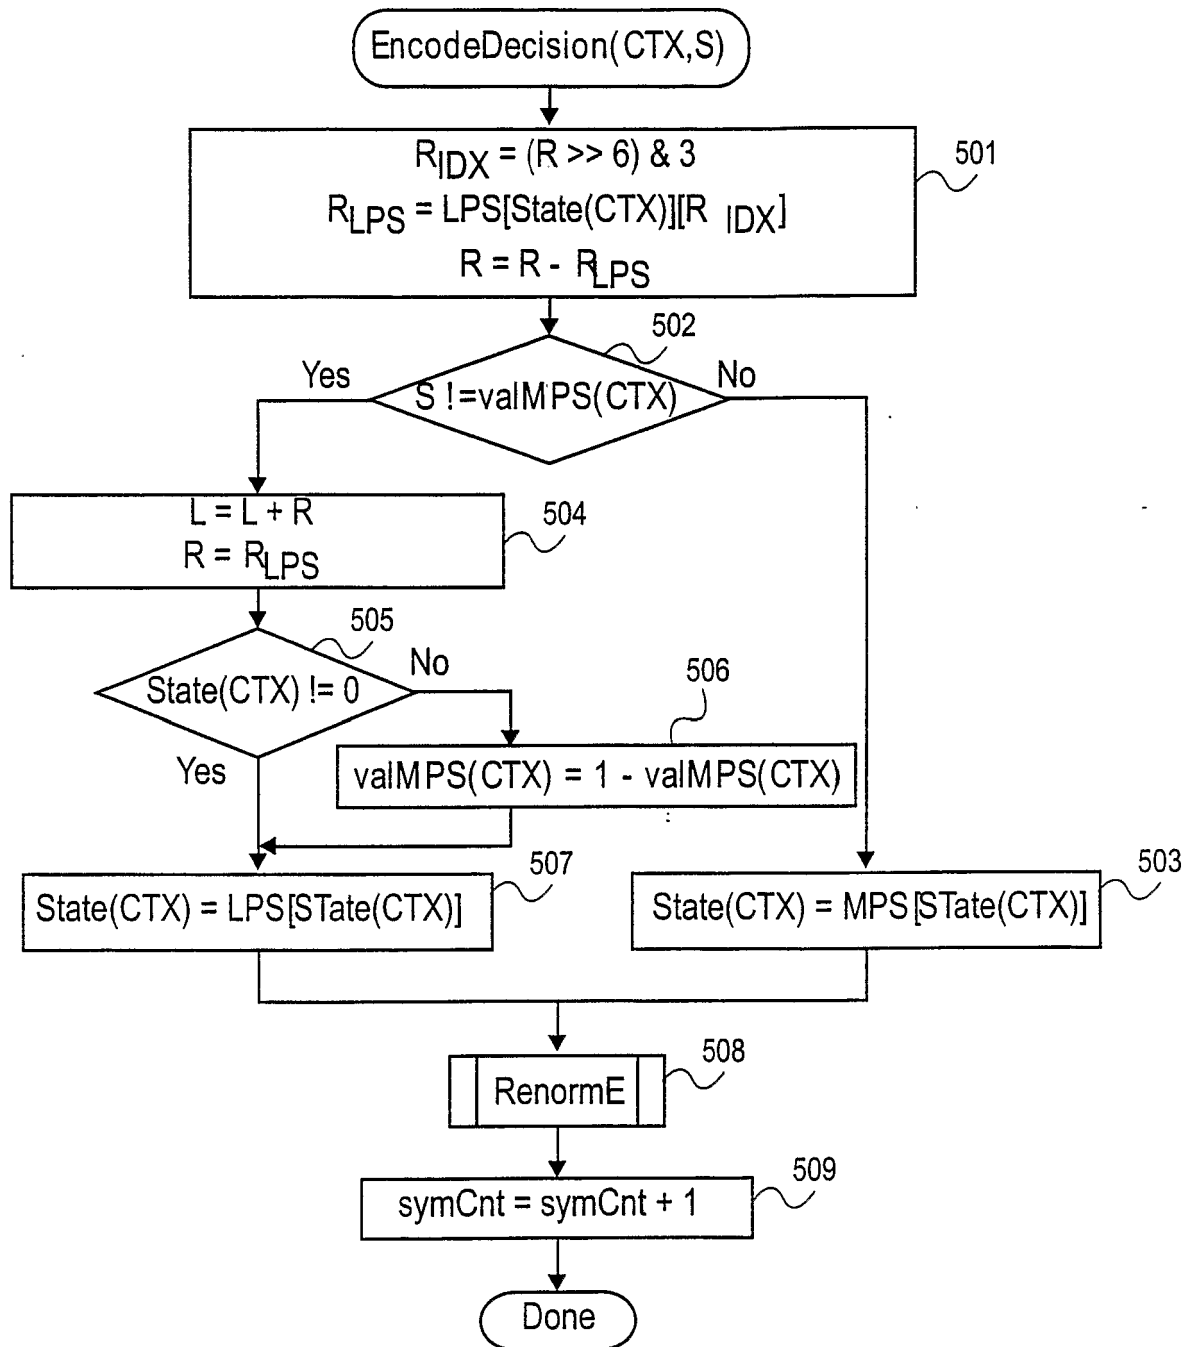 EncodeDecision(CTX,S)
RIDX = (R >> 6) & 3
RLPS = LPS[State(CTX)][R IDX]
R = R - RLPS
501
502
Yes
No
S !=valMPS(CTX)
L = L + R
R = RLPS
504
505
State(CTX) != 0
No
Yes
506
valMPS(CTX) = 1 - valMPS(CTX)
507
State(CTX) = LPS[STate(CTX)]
503
State(CTX) = MPS[STate(CTX)]
508
RenormE
509
symCnt = symCnt + 1
Done